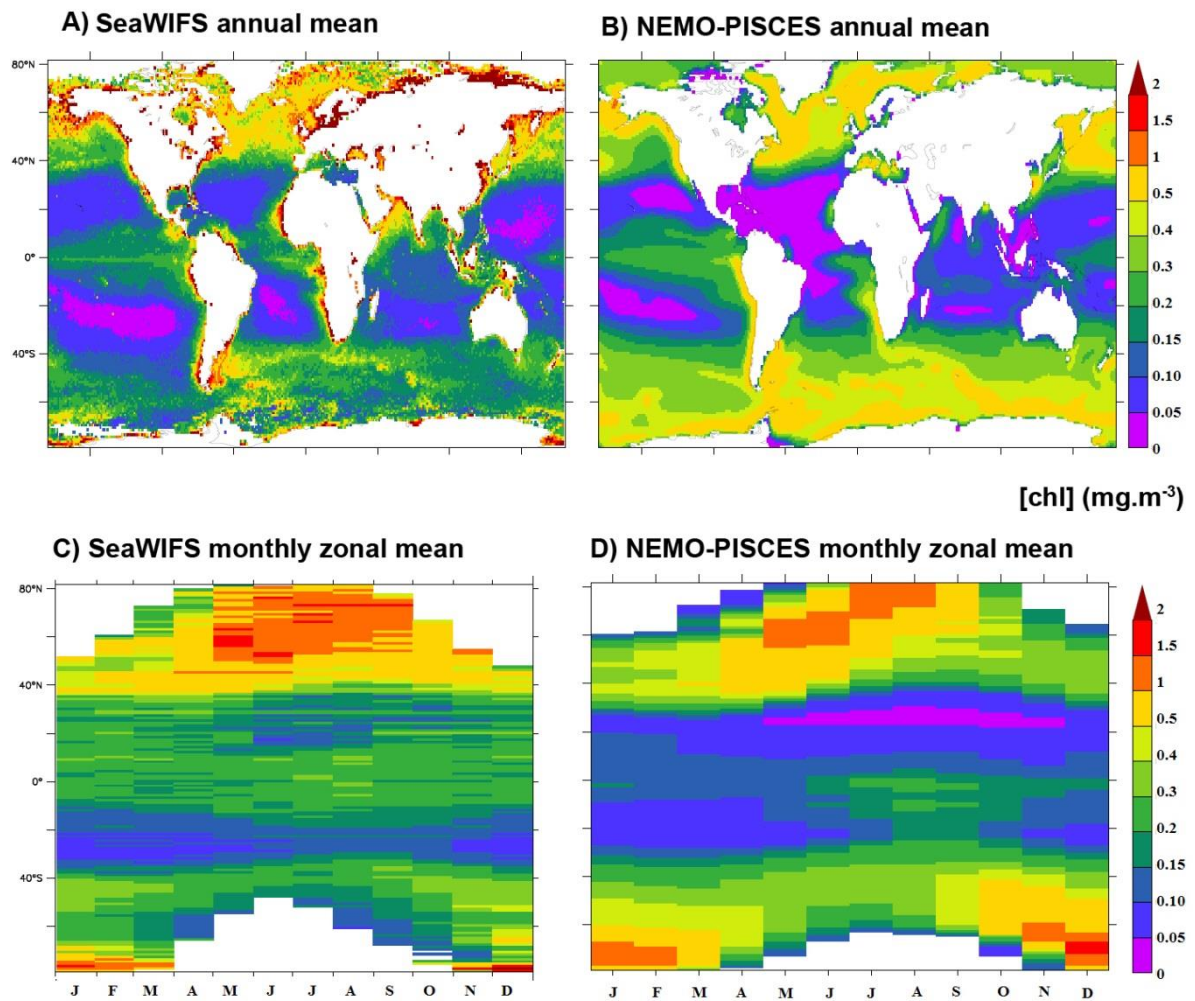 A) SeaWIFS annual mean
B) NEMO-PISCES annual mean
80°N
40°N
0°
40°S
2
1.5
1
0.5
0.4
0.3
0.2
0.15
0.10
0.05
0
[chl] (mg.m-3)
C) SeaWIFS monthly zonal mean
D) NEMO-PISCES monthly zonal mean
80°N
40°N
0°
40°S
2
1.5
1
0.5
0.4
0.3
0.2
0.15
0.10
0.05
0
J F M A M J J A S O N D
J F M A M J J A S O N D